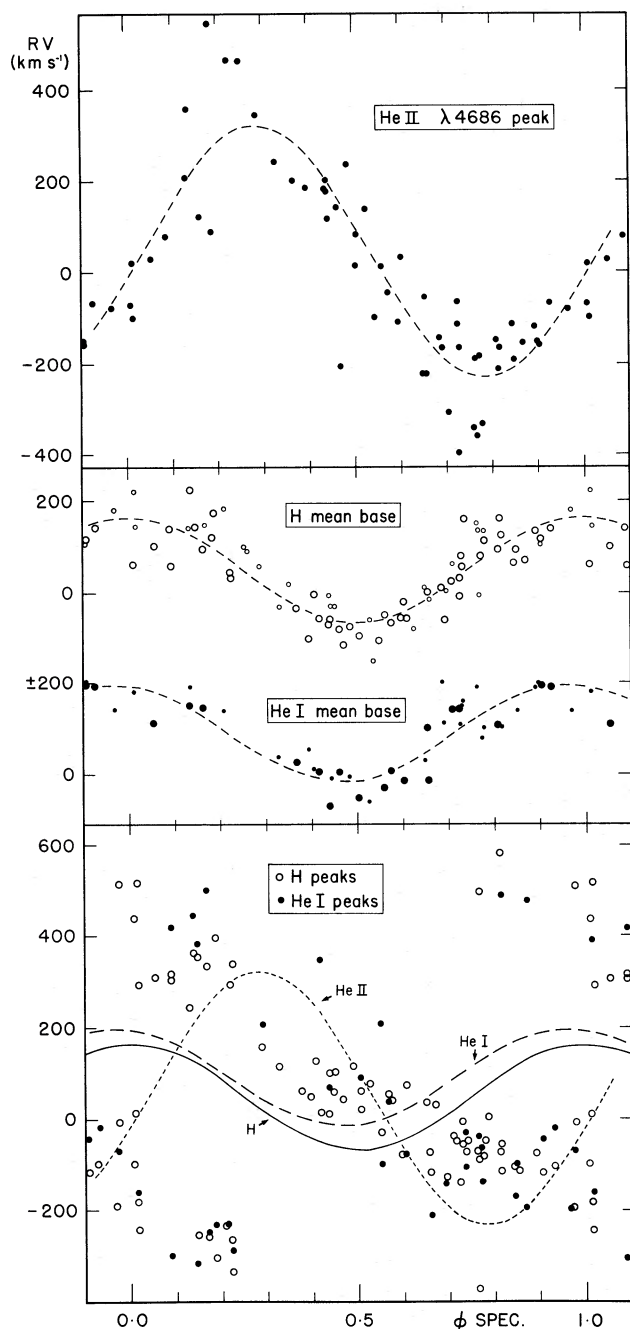 RV
(km s⁻¹)
400
200
0
-200
-400
He II λ 4686 peak
200
0
H mean base
±200
0
He I mean base
600
400
200
0
-200
H peaks
He I peaks
He II
He I
H
0·0
0·5
ϕ SPEC.
1·0